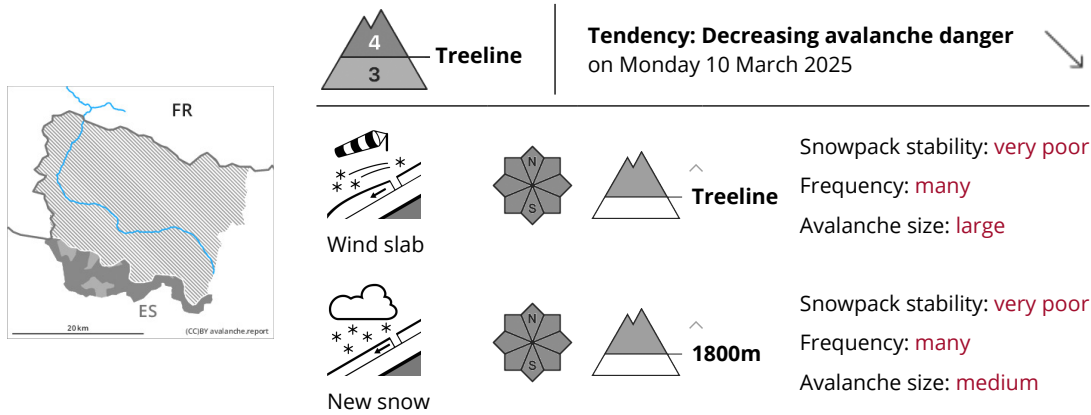 4
3
Treeline
Tendency: Decreasing avalanche danger
on Monday 10 March 2025
FR
ES
20 km
(CC)BY avalanche.report
N
S
Treeline
Wind slab
Snowpack stability: very poor
Frequency: many
Avalanche size: large
N
S
1800m
New snow
Snowpack stability: very poor
Frequency: many
Avalanche size: medium